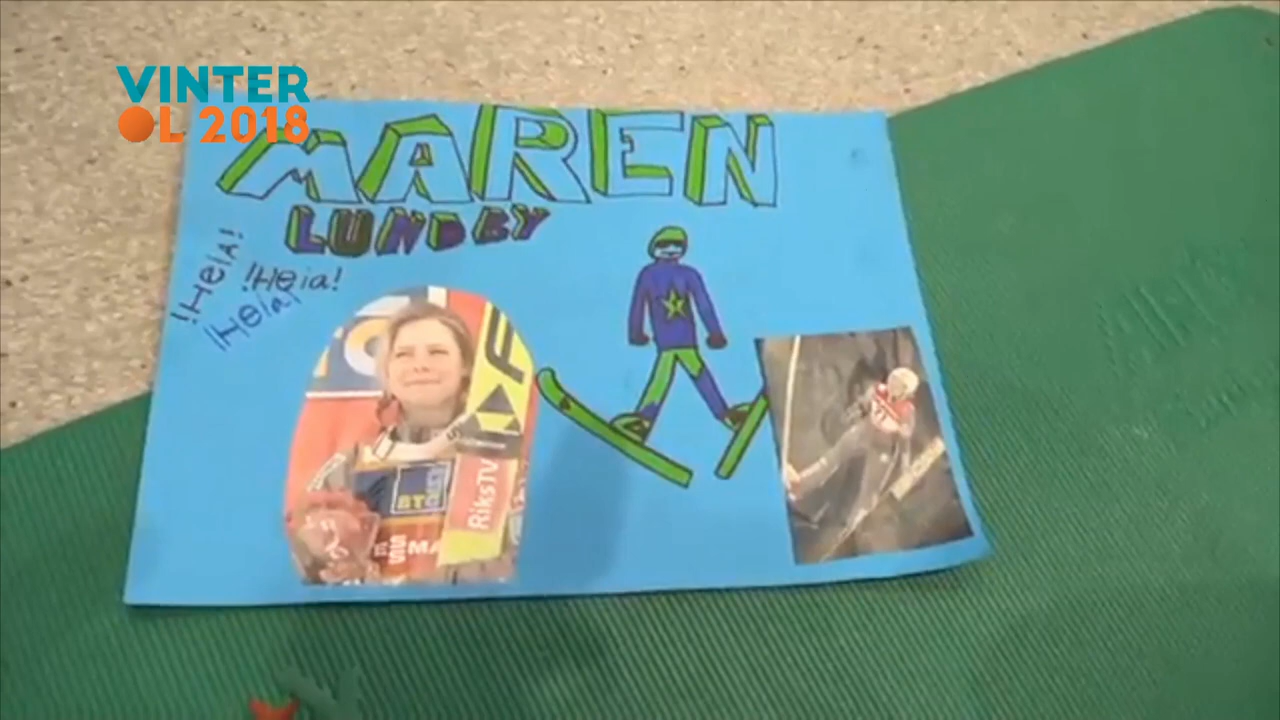 VINTER
OL 2018
MAREN
LUNDBY
!HeIA!
!Heia!
!Heia!
RiksTV